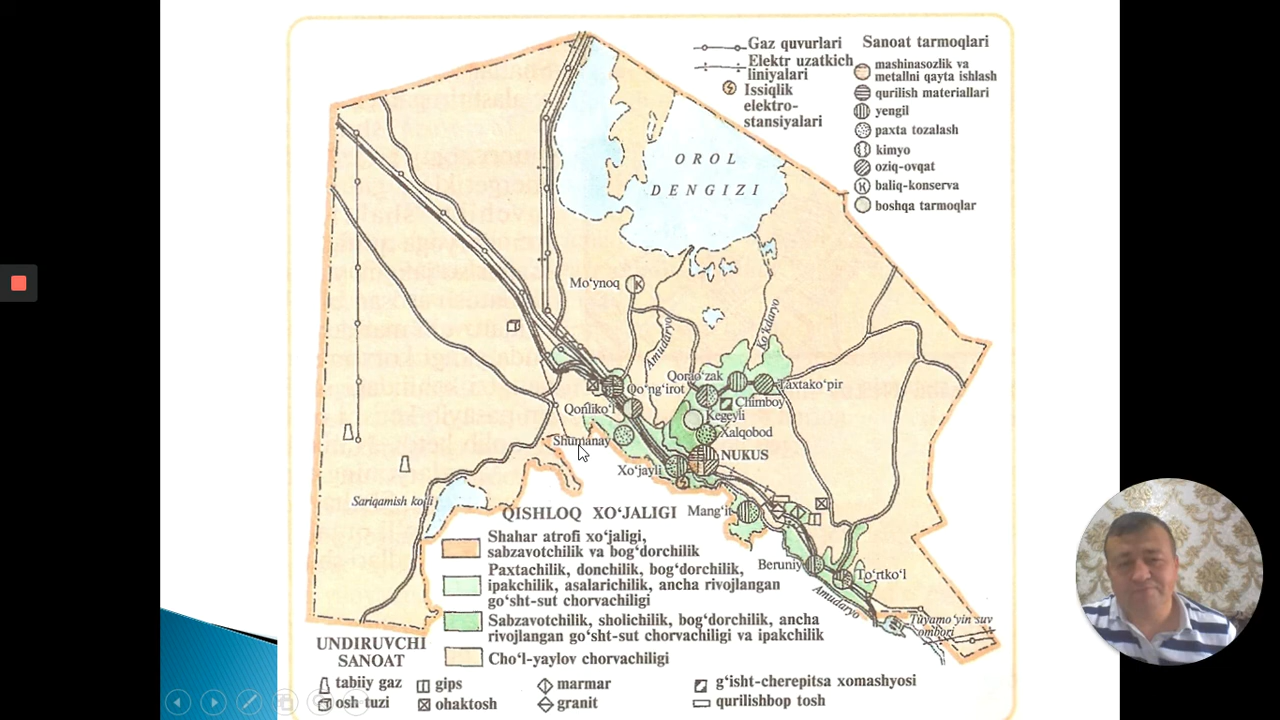 Gaz quvurlari
Elektr uzatkich
liniyalari
Issiqlik
elektro-
stansiyalari
Sanoat tarmoqlari
mashinasozlik va
metallni qayta ishlash
qurilish materiallari
yengil
paxta tozalash
kimyo
oziq-ovqat
baliq-konserva
boshqa tarmoqlar
OROL
DENGIZI
Mo‘ynoq
Amudaryo
Ko‘kdaryo
Taxtako‘pir
Qo‘ng‘irot
Chimboy
Kegeyli
Xalqobod
Shumanay
NUKUS
Xo‘jayli
Sariqamish
Mang‘it
Beruniy
To‘rtko‘l
Amudaryo
Tuyamo‘yin suv
ombori
QISHLOQ XO‘JALIGI
Shahar atrofi xo‘jaligi,
sabzavotchilik va bog‘dorchilik
Paxtachilik, donchilik, bog‘dorchilik,
ipakchilik, asalarichilik, ancha rivojlangan
go‘sht-sut chorvachiligi
Sabzavotchilik, sholichilik, bog‘dorchilik, ancha
rivojlangan go‘sht-sut chorvachiligi va ipakchilik
Cho‘l-yaylov chorvachiligi
UNDIRUVCHI
SANOAT
tabiiy gaz
osh tuzi
gips
ohaktosh
marmar
granit
g‘isht-cherepitsa xomashyosi
qurilishbop tosh